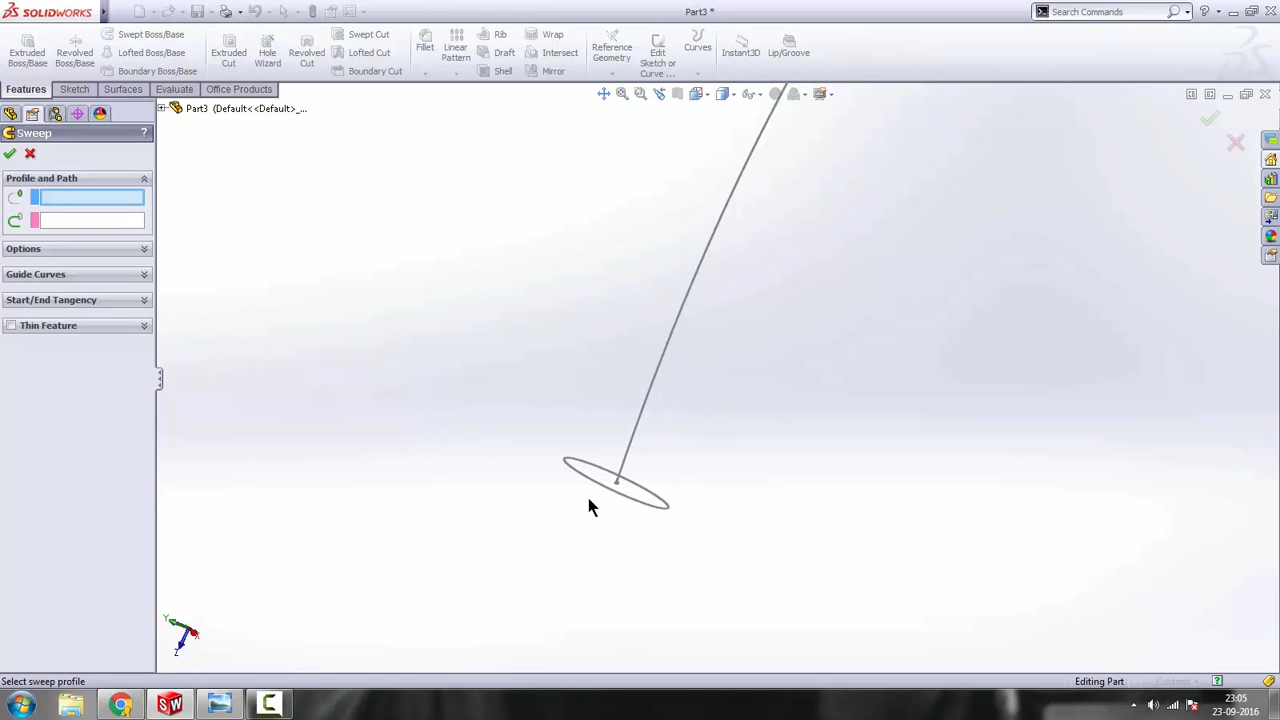 SOLIDWORKS
Part3 *
Search Commands
Extruded Boss/Base
Revolved Boss/Base
Swept Boss/Base
Lofted Boss/Base
Boundary Boss/Base
Extruded Cut
Hole Wizard
Revolved Cut
Swept Cut
Lofted Cut
Boundary Cut
Fillet
Linear Pattern
Rib
Draft
Shell
Wrap
Intersect
Mirror
Reference Geometry
Edit Sketch or Curve ...
Curves
Instant3D
Lip/Groove
Features
Sketch
Surfaces
Evaluate
Office Products
Part3 (Default<<Default>_...
Sweep
?
Profile and Path
Options
Guide Curves
Start/End Tangency
Thin Feature
Y
X
Z
Select sweep profile
Editing Part
Custom
23:05
23-09-2016